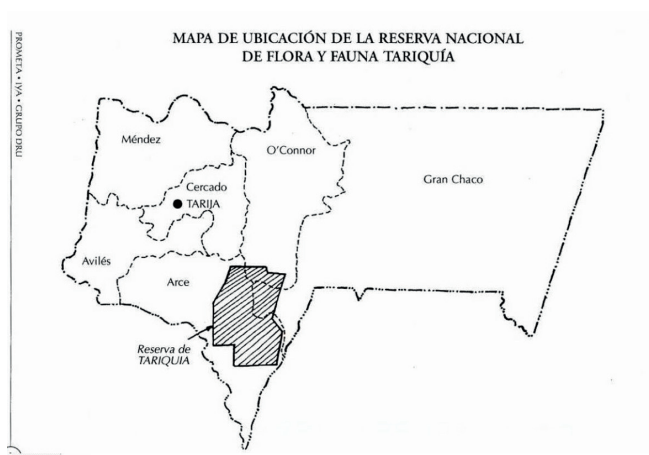 MAPA DE UBICACIÓN DE LA RESERVA NACIONAL
DE FLORA Y FAUNA TARIQUÍA
PROMETA • IYA • GRUPO DRU
Méndez
O'Connor
Gran Chaco
Cercado
TARIJA
Avilés
Arce
Reserva de
TARIQUIA